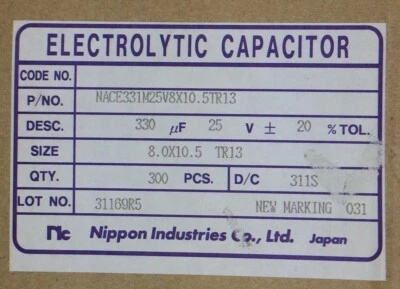 ELECTROLYTIC CAPACITOR
CODE NO.
P/NO. NACE331M25V8X10.5TR13
DESC. 330 µF 25 V ± 20 % TOL.
SIZE 8.0X10.5 TR13
QTY. 300 PCS. D/C 311S
LOT NO. 31169R5 NEW MARKING 031
nc Nippon Industries Co., Ltd. Japan